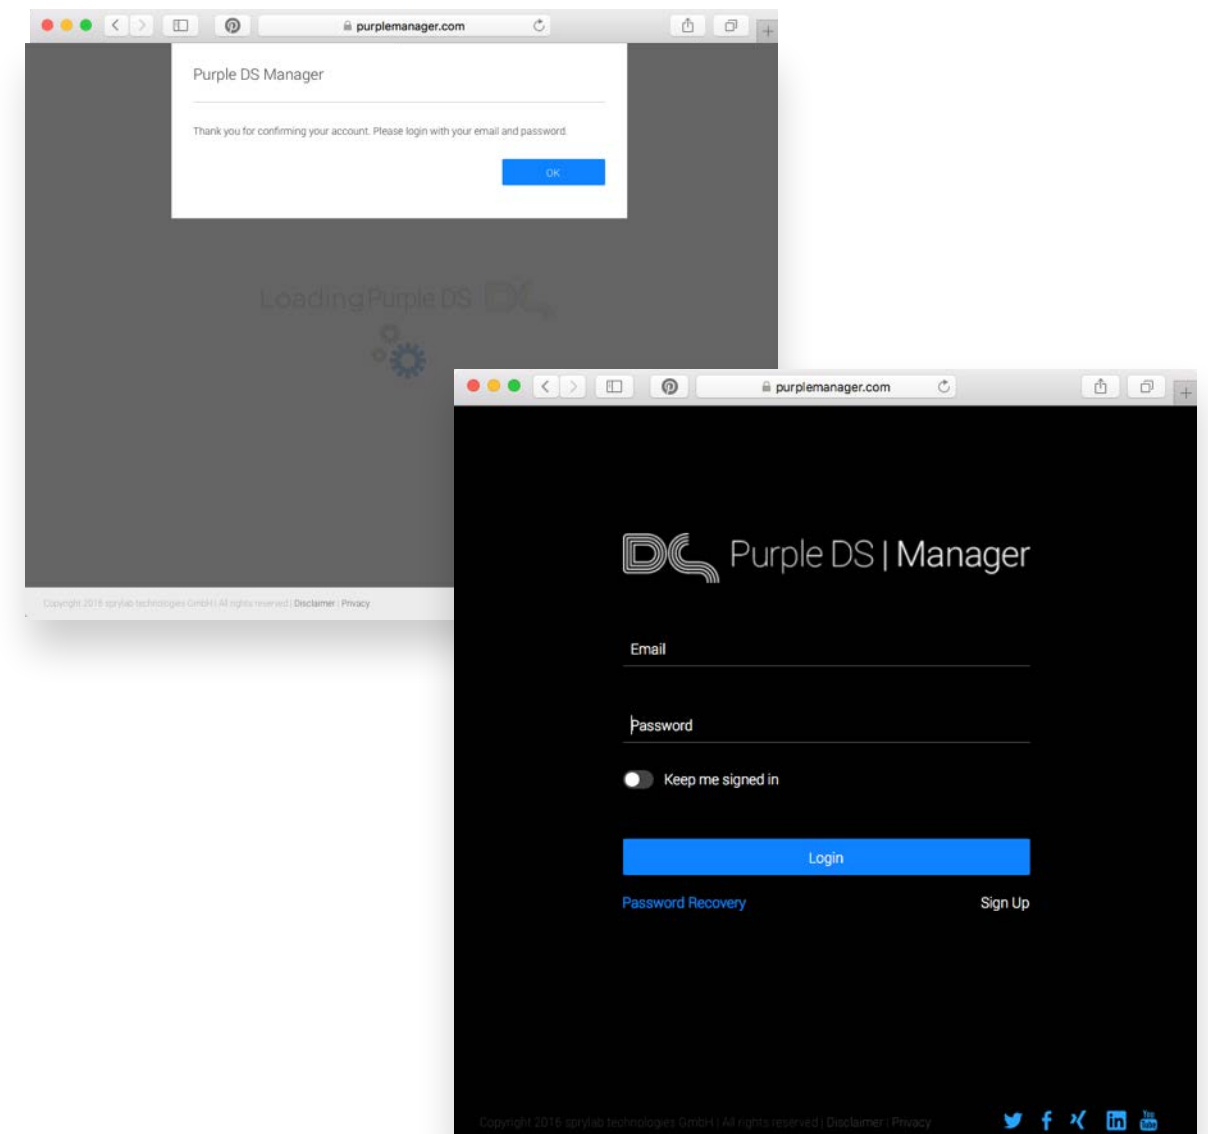 purplemanager.com
Purple DS Manager
Thank you for confirming your account. Please login with your email and password.
OK
Loading Purple DS
Copyright 2016 sprylab technologies GmbH | All rights reserved | Disclaimer | Privacy
purplemanager.com
Purple DS | Manager
Email
Password
Keep me signed in
Login
Password Recovery
Sign Up
Copyright 2016 sprylab technologies GmbH | All rights reserved | Disclaimer | Privacy
You Tube